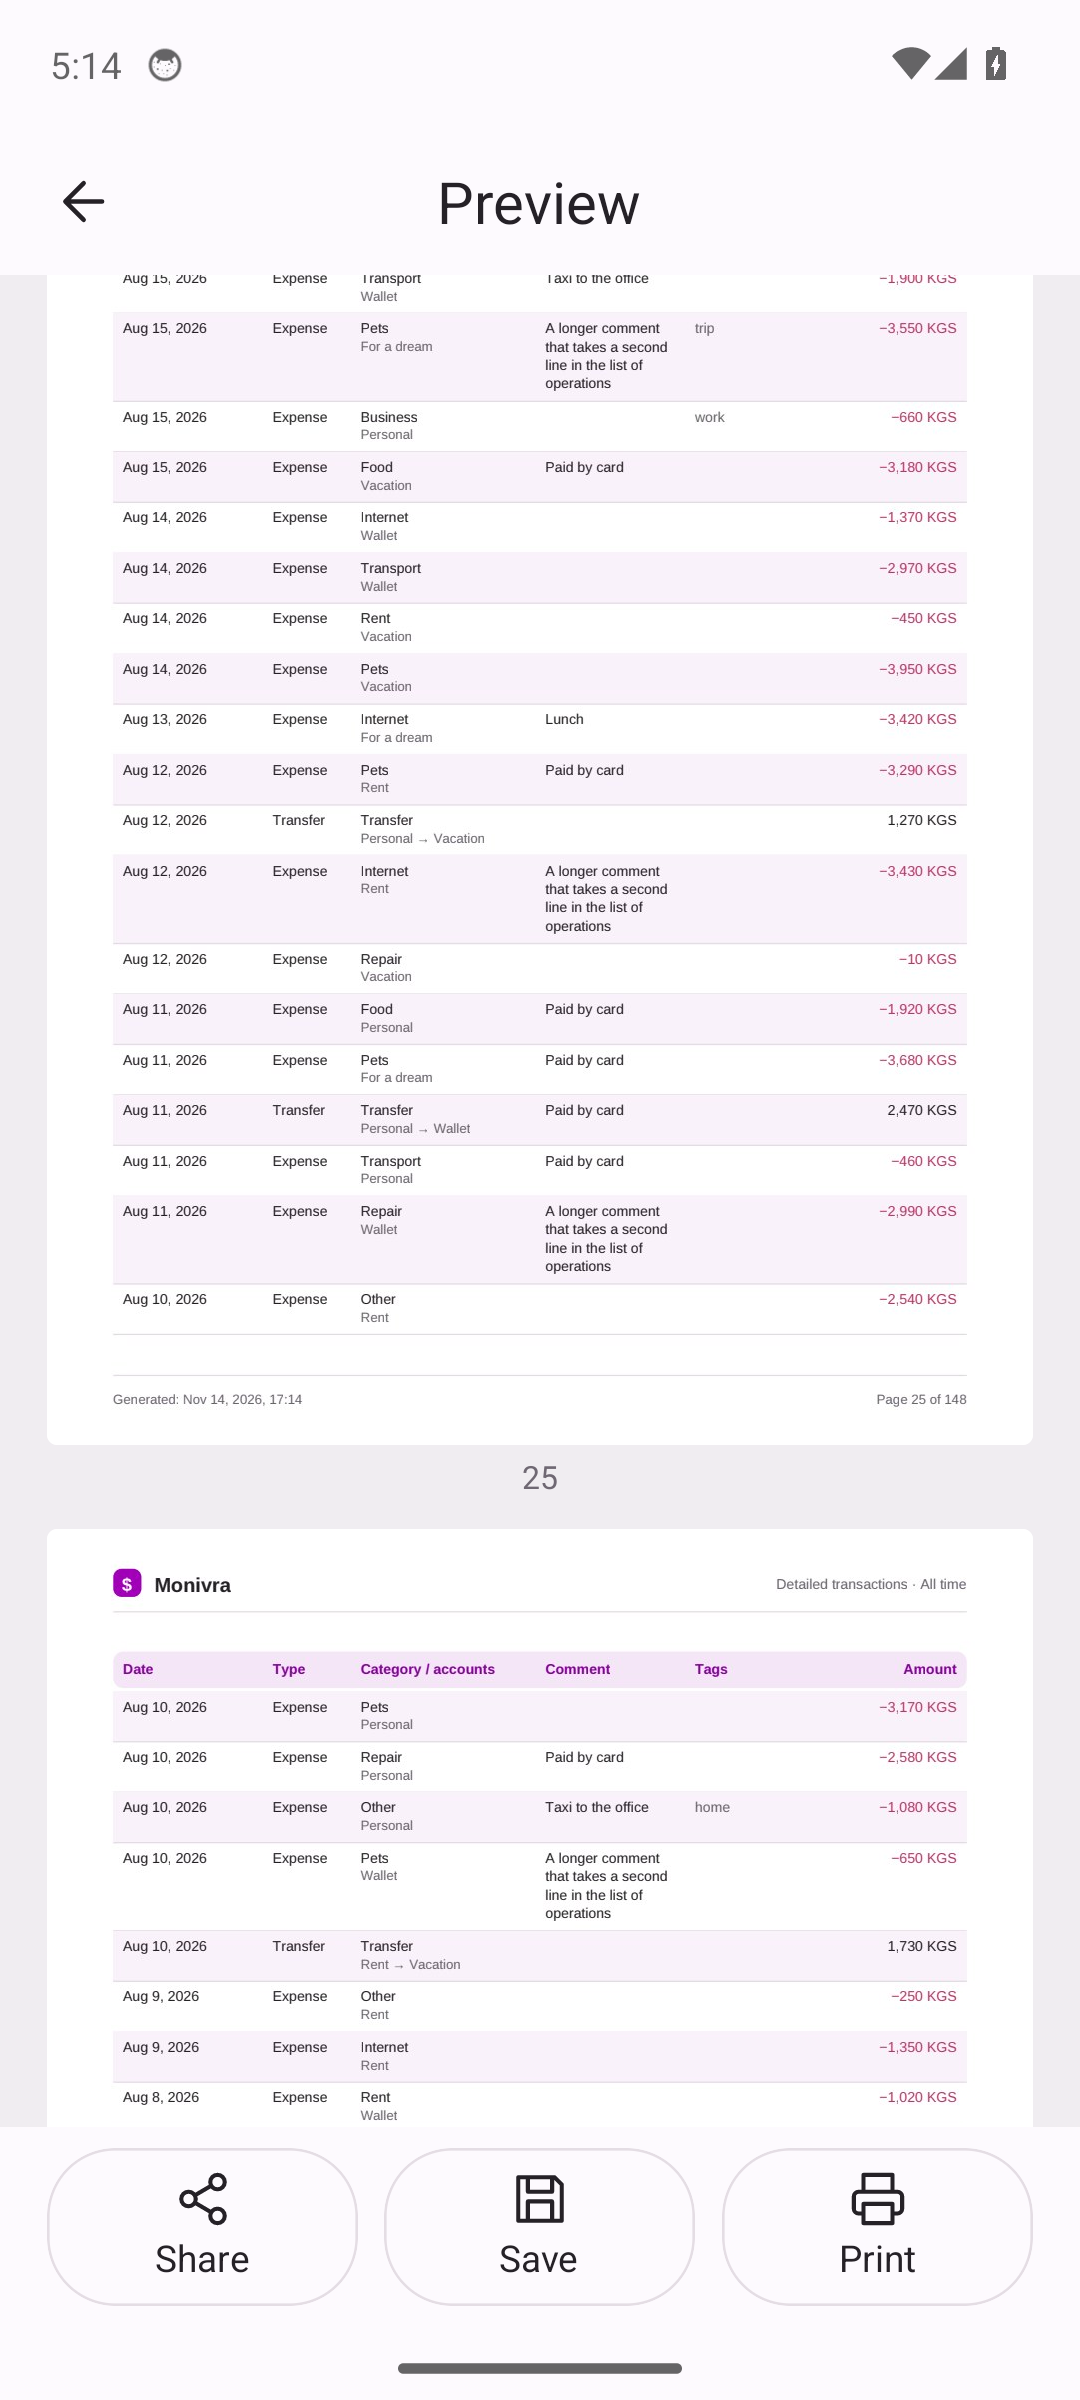 5:14
Preview
Aug 15, 2026 Expense Transport Taxi to the office −1,900 KGS
Wallet
Aug 15, 2026 Expense Pets A longer comment trip −3,550 KGS
For a dream that takes a second
line in the list of
operations
Aug 15, 2026 Expense Business work −660 KGS
Personal
Aug 15, 2026 Expense Food Paid by card −3,180 KGS
Vacation
Aug 14, 2026 Expense Internet −1,370 KGS
Wallet
Aug 14, 2026 Expense Transport −2,970 KGS
Wallet
Aug 14, 2026 Expense Rent −450 KGS
Vacation
Aug 14, 2026 Expense Pets −3,950 KGS
Vacation
Aug 13, 2026 Expense Internet Lunch −3,420 KGS
For a dream
Aug 12, 2026 Expense Pets Paid by card −3,290 KGS
Rent
Aug 12, 2026 Transfer Transfer 1,270 KGS
Personal → Vacation
Aug 12, 2026 Expense Internet A longer comment −3,430 KGS
Rent that takes a second
line in the list of
operations
Aug 12, 2026 Expense Repair −10 KGS
Vacation
Aug 11, 2026 Expense Food Paid by card −1,920 KGS
Personal
Aug 11, 2026 Expense Pets Paid by card −3,680 KGS
For a dream
Aug 11, 2026 Transfer Transfer Paid by card 2,470 KGS
Personal → Wallet
Aug 11, 2026 Expense Transport Paid by card −460 KGS
Personal
Aug 11, 2026 Expense Repair A longer comment −2,990 KGS
Wallet that takes a second
line in the list of
operations
Aug 10, 2026 Expense Other −2,540 KGS
Rent
Generated: Nov 14, 2026, 17:14 Page 25 of 148
25
$ Monivra Detailed transactions · All time
Date Type Category / accounts Comment Tags Amount
Aug 10, 2026 Expense Pets −3,170 KGS
Personal
Aug 10, 2026 Expense Repair Paid by card −2,580 KGS
Personal
Aug 10, 2026 Expense Other Taxi to the office home −1,080 KGS
Personal
Aug 10, 2026 Expense Pets A longer comment −650 KGS
Wallet that takes a second
line in the list of
operations
Aug 10, 2026 Transfer Transfer 1,730 KGS
Rent → Vacation
Aug 9, 2026 Expense Other −250 KGS
Rent
Aug 9, 2026 Expense Internet −1,350 KGS
Rent
Aug 8, 2026 Expense Rent −1,020 KGS
Wallet
Share Save Print